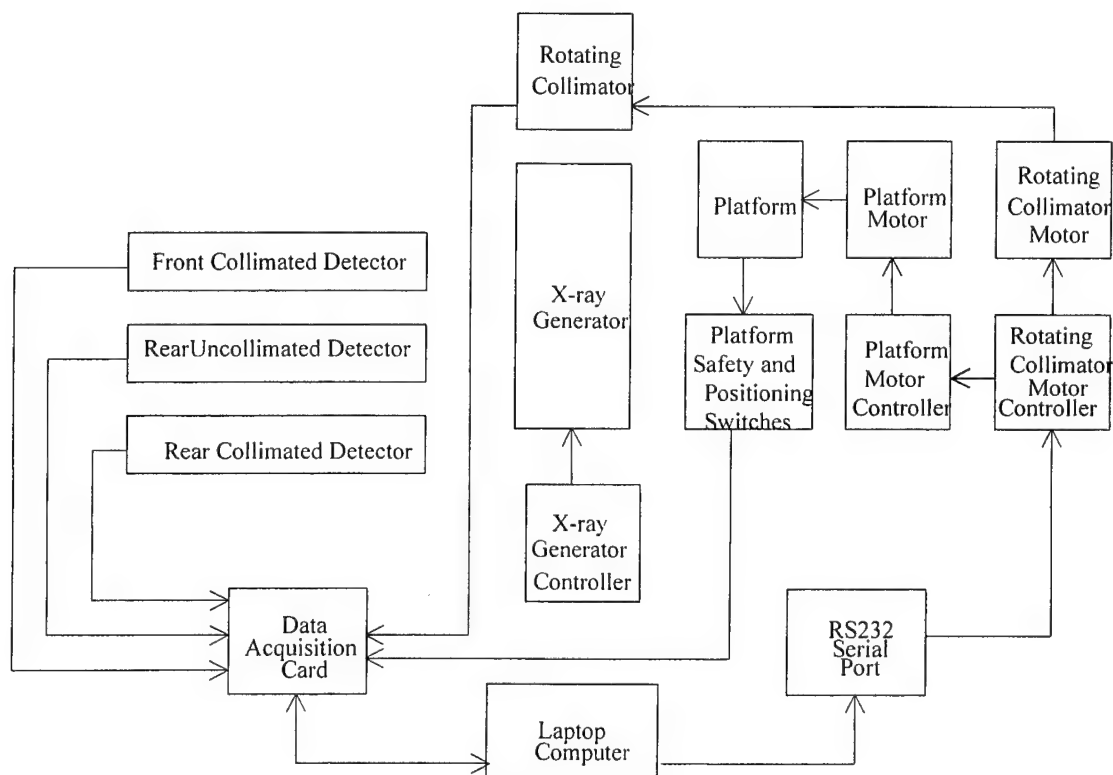 Rotating
Collimator
Platform
Platform
Motor
Rotating
Collimator
Motor
Front Collimated Detector
X-ray
Generator
RearUncollimated Detector
Platform
Safety and
Positioning
Switches
Platform
Motor
Controller
Rotating
Collimator
Motor
Controller
Rear Collimated Detector
X-ray
Generator
Controller
Data
Acquisition
Card
RS232
Serial
Port
Laptop
Computer